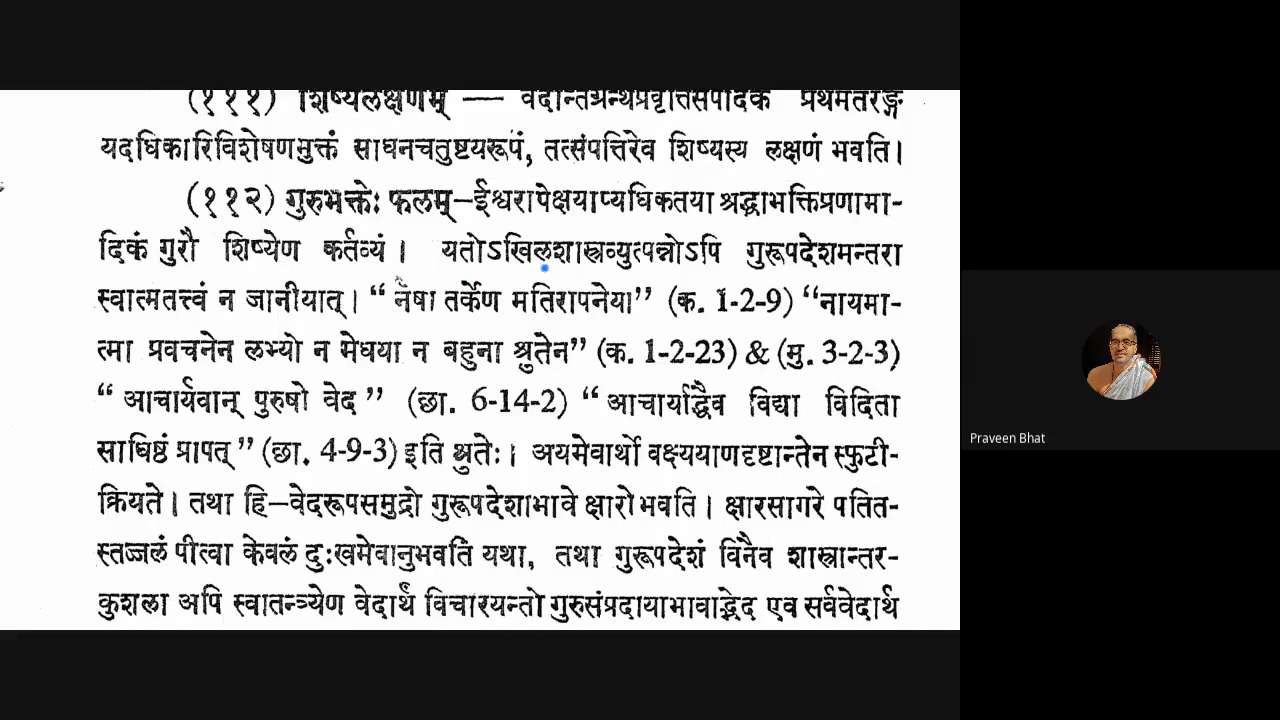 (१११) शिष्यलक्षणम् — वेदान्तग्रन्थप्रवृत्तिसंपादकं प्रथमतरङ्गे
यदधिकारिविशेषणमुक्तं साधनचतुष्टयरूपं, तत्संपत्तिरेव शिष्यस्य लक्षणं भवति।
(११२) गुरुभक्तेः फलम्—ईश्वरापेक्षयाप्यधिकतया श्रद्धाभक्तिप्रणामा-
दिकं गुरौ शिष्येण कर्तव्यं। यतोऽखिलशास्त्रव्युत्पन्नोऽपि गुरूपदेशमन्तरा
स्वात्मतत्त्वं न जानीयात्। “नैषा तर्केण मतिरापनेया” (क. 1-2-9) “नायमा-
त्मा प्रवचनेन लभ्यो न मेधया न बहुना श्रुतेन” (क. 1-2-23) & (मु. 3-2-3)
“आचार्यवान् पुरुषो वेद” (छा. 6-14-2) “आचार्याद्धैव विद्या विदिता
साधिष्ठं प्रापत्” (छा. 4-9-3) इति श्रुतेः। अयमेवार्थो वक्ष्ययाणदृष्टान्तेन स्फुटी-
क्रियते। तथा हि—वेदरूपसमुद्रो गुरूपदेशाभावे क्षारो भवति। क्षारसागरे पतित-
स्तज्जलं पीत्वा केवलं दुःखमेवानुभवति यथा, तथा गुरूपदेशं विनैव शास्त्रान्तर-
कुशला अपि स्वातन्त्र्येण वेदार्थं विचारयन्तो गुरुसंप्रदायाभावाद्भेद एव सर्ववेदार्थ
Praveen Bhat